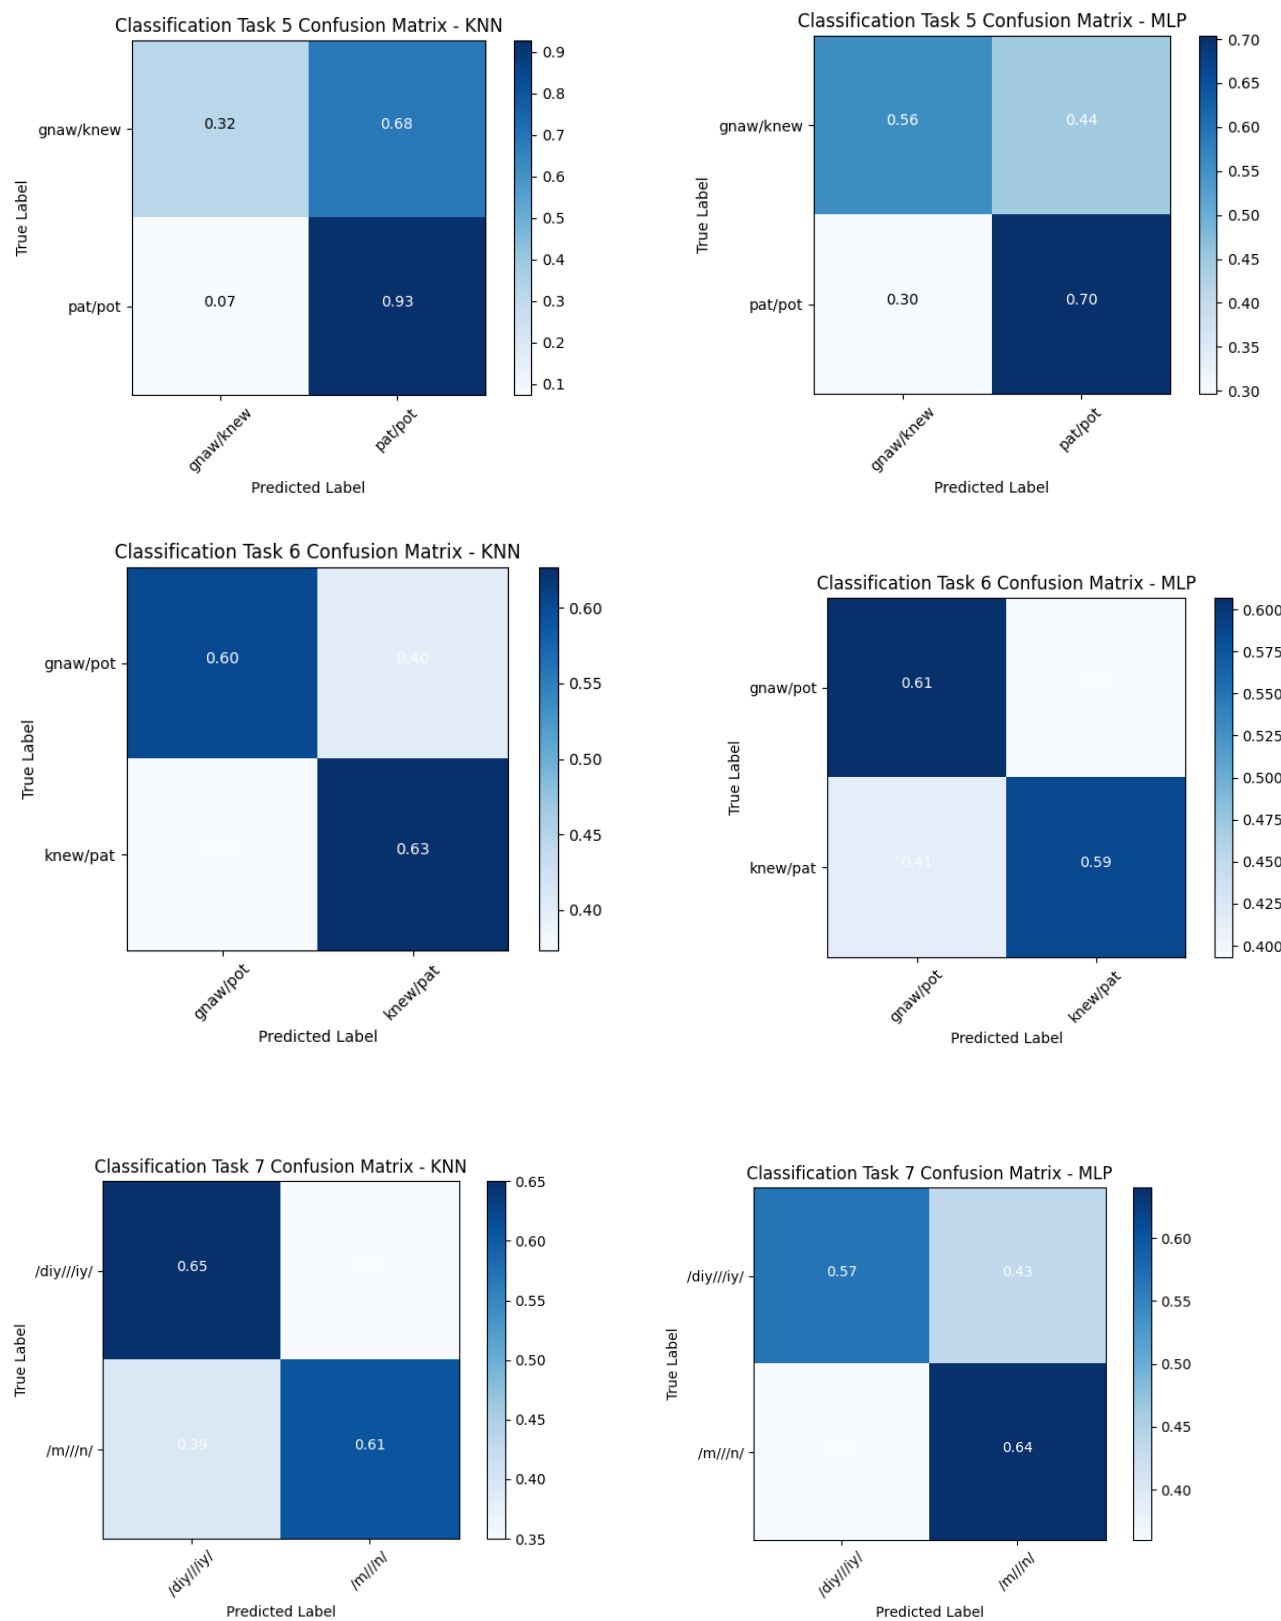 Classification Task 5 Confusion Matrix - KNN
0.9
0.8
0.7
0.6
0.5
0.4
0.3
0.2
0.1
gnaw/knew
0.32
0.68
pat/pot
0.07
0.93
True Label
gnaw/knew
pat/pot
Predicted Label
Classification Task 5 Confusion Matrix - MLP
0.70
0.65
0.60
0.55
0.50
0.45
0.40
0.35
0.30
gnaw/knew
0.56
0.44
pat/pot
0.30
0.70
True Label
gnaw/knew
pat/pot
Predicted Label
Classification Task 6 Confusion Matrix - KNN
0.60
0.55
0.50
0.45
0.40
gnaw/pot
0.60
0.40
knew/pat
0.63
True Label
gnaw/pot
knew/pat
Predicted Label
Classification Task 6 Confusion Matrix - MLP
0.600
0.575
0.550
0.525
0.500
0.475
0.450
0.425
0.400
gnaw/pot
0.61
knew/pat
0.41
0.59
True Label
gnaw/pot
knew/pat
Predicted Label
Classification Task 7 Confusion Matrix - KNN
0.65
0.60
0.55
0.50
0.45
0.40
0.35
/diy///iy/
0.65
/m///n/
0.39
0.61
True Label
/diy///iy/
/m///n/
Predicted Label
Classification Task 7 Confusion Matrix - MLP
0.60
0.55
0.50
0.45
0.40
/diy///iy/
0.57
0.43
/m///n/
0.64
True Label
/diy///iy/
/m///n/
Predicted Label